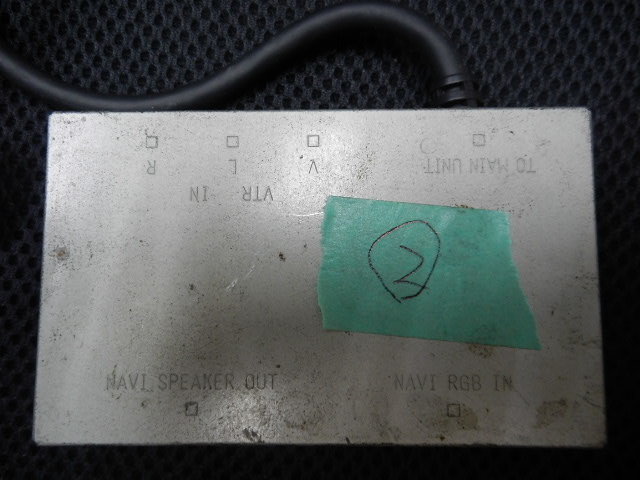 R L V TO MAIN UNIT
VTR IN
2
NAVI SPEAKER OUT NAVI RGB IN